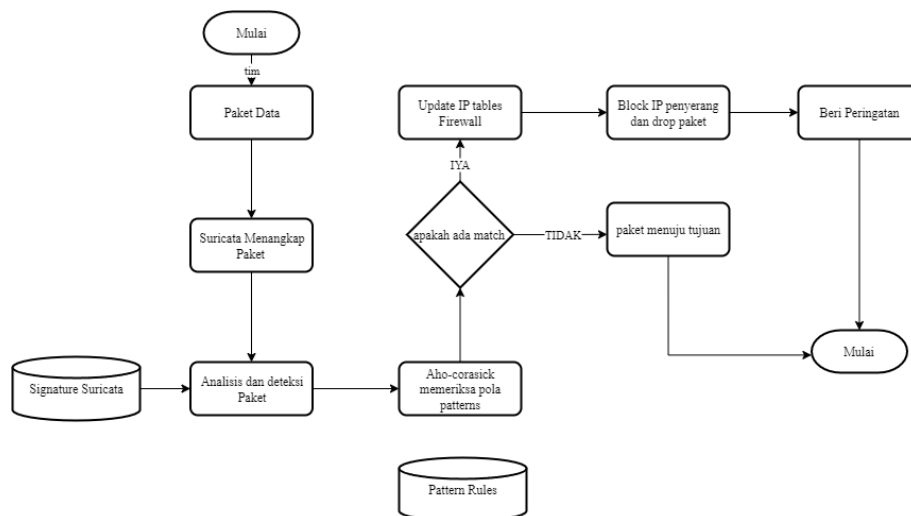 Mulai
tim
Paket Data
Suricata Menangkap
Paket
Signature Suricata
Analisis dan deteksi
Paket
Aho-corasick
memeriksa pola
patterns
Pattern Rules
apakah ada match
IYA
TIDAK
Update IP tables
Firewall
Block IP penyerang
dan drop paket
Beri Peringatan
paket menuju tujuan
Mulai